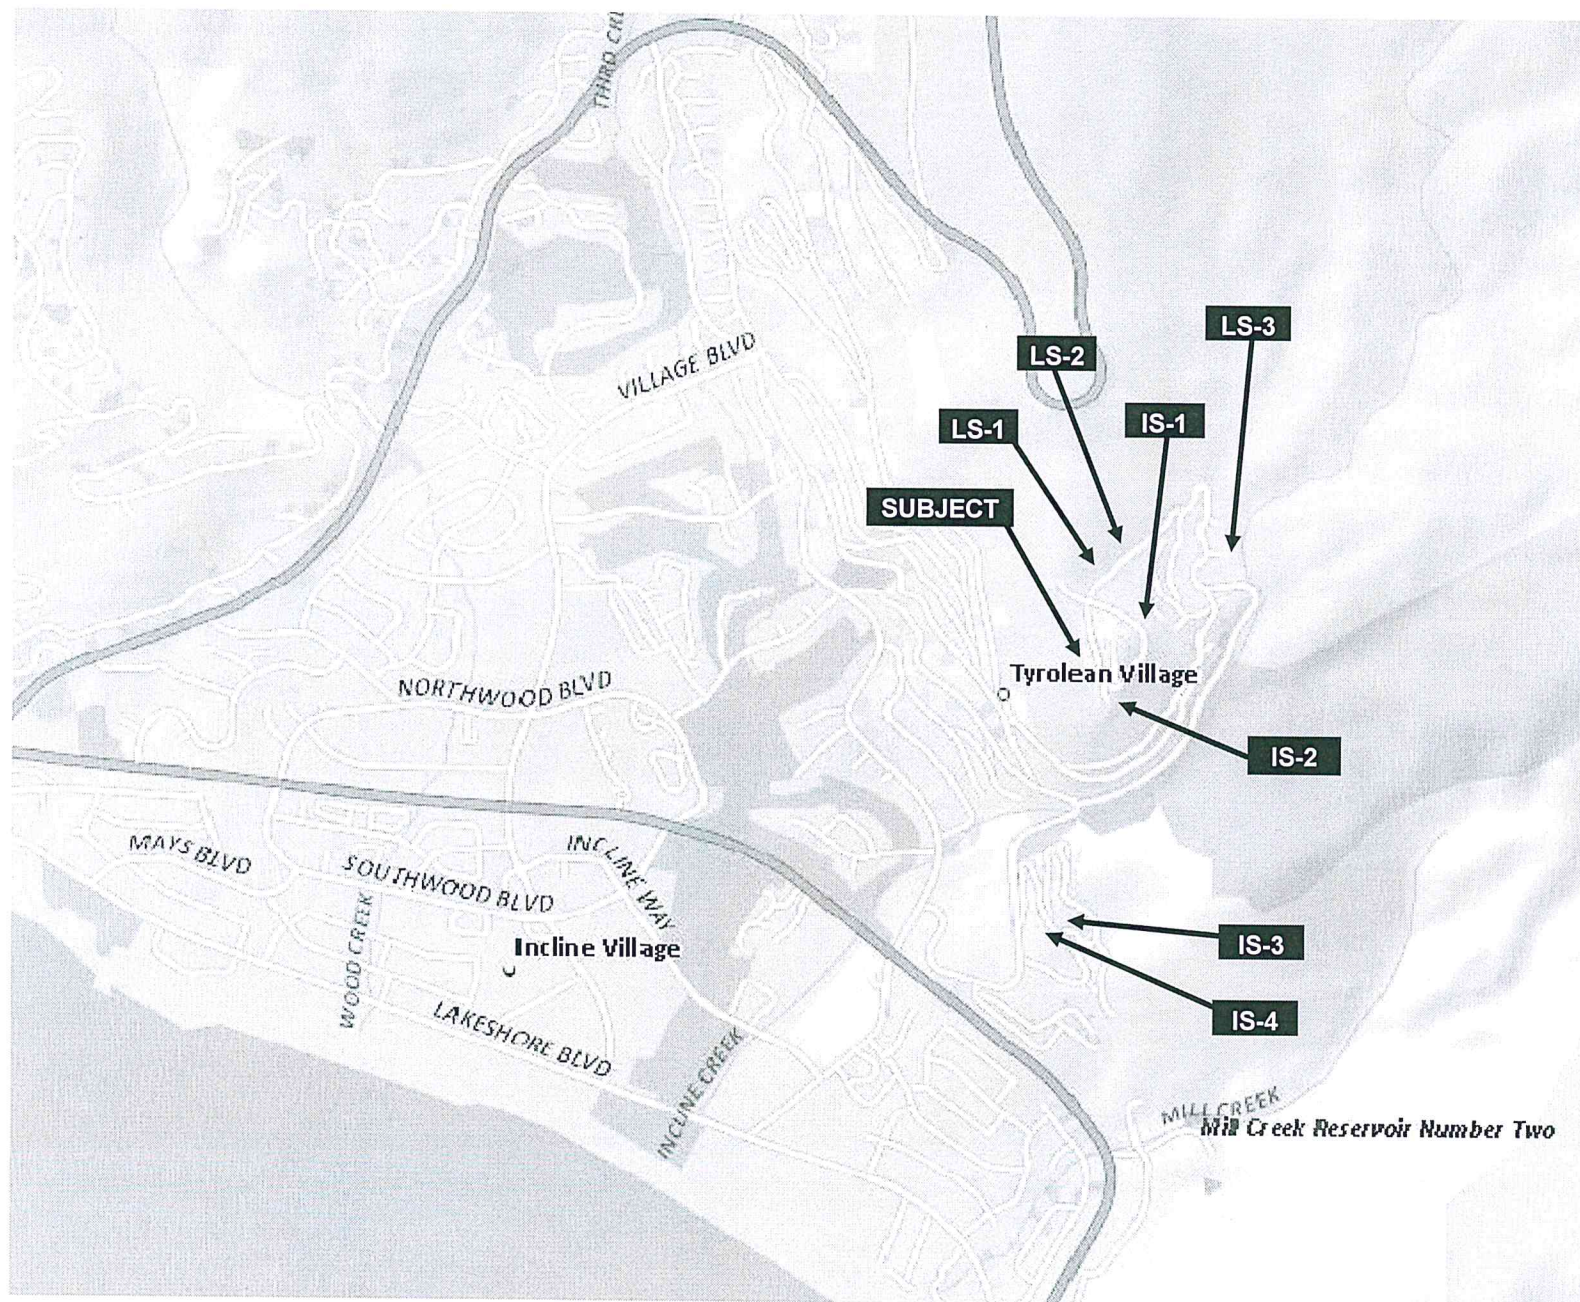 THIRD CRE
LS-3
LS-2
VILLAGE BLVD
IS-1
LS-1
SUBJECT
Tyrolean Village
NORTHWOOD BLVD
IS-2
MAYS BLVD
SOUTHWOOD BLVD
INCLINE WAY
WOOD CREEK
Incline Village
IS-3
IS-4
LAKESHORE BLVD
INCLINE CREEK
MILL CREEK
Mill Creek Reservoir Number Two